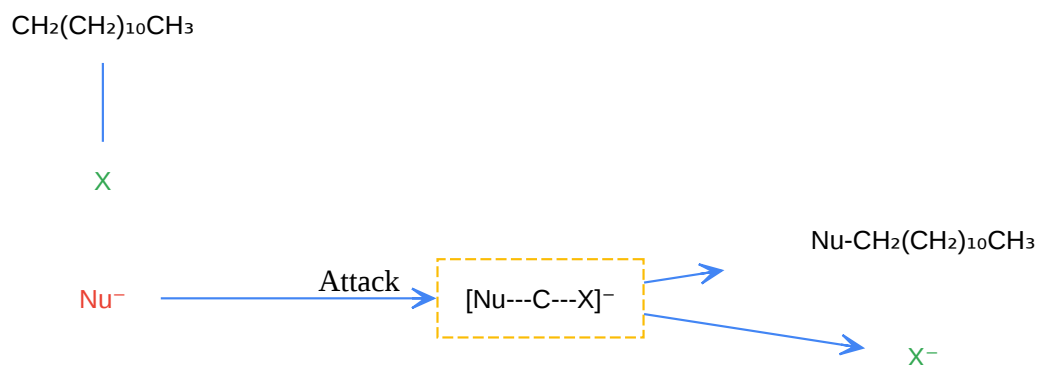 CH₂(CH₂)₁₀CH₃
X
Nu⁻
Attack
[Nu---C---X]⁻
Nu-CH₂(CH₂)₁₀CH₃
X⁻